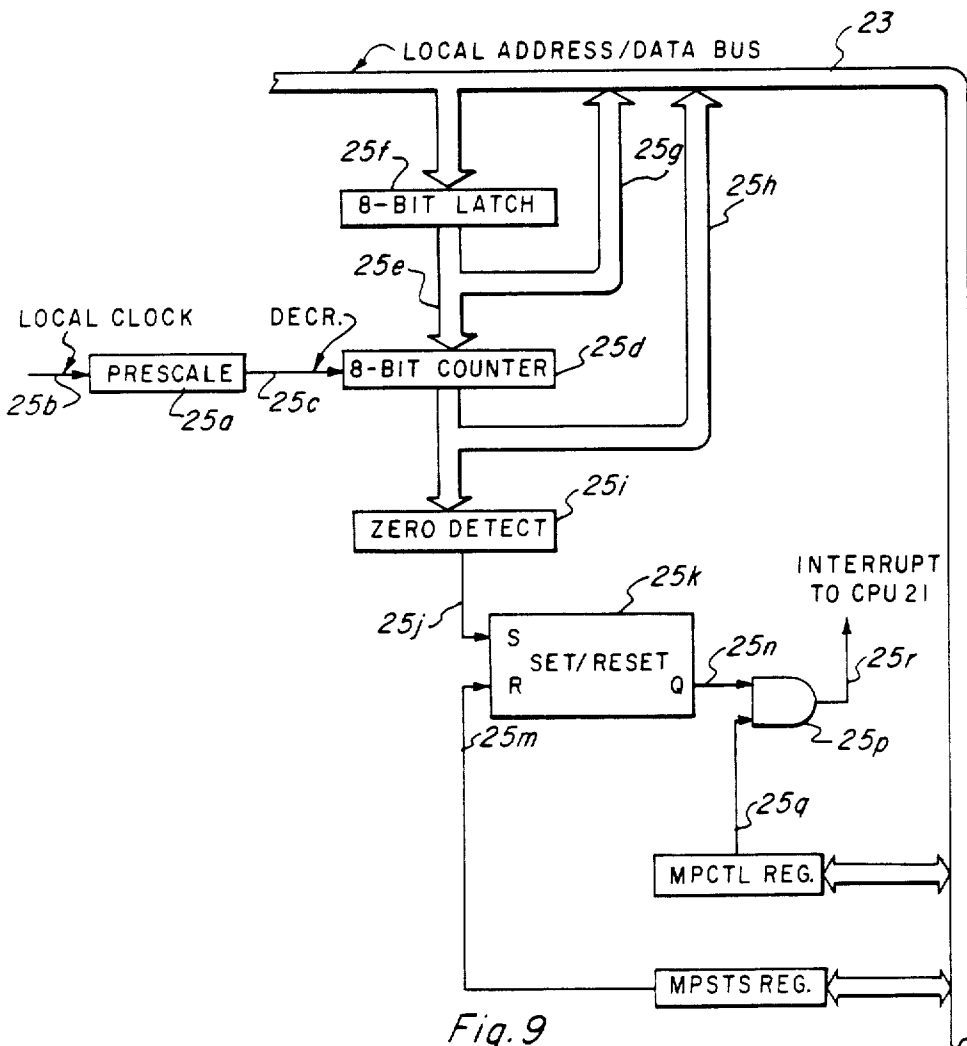 23
LOCAL ADDRESS/DATA BUS
25f
25g
25h
8-BIT LATCH
25e
LOCAL CLOCK
DECR.
PRESCALE
8-BIT COUNTER
25d
25b
25a
25c
25i
ZERO DETECT
INTERRUPT
TO CPU 21
25k
25j
S
SET/RESET
25n
25r
R
Q
25m
25p
25q
MPCTL REG.
MPSTS REG.
Fig. 9